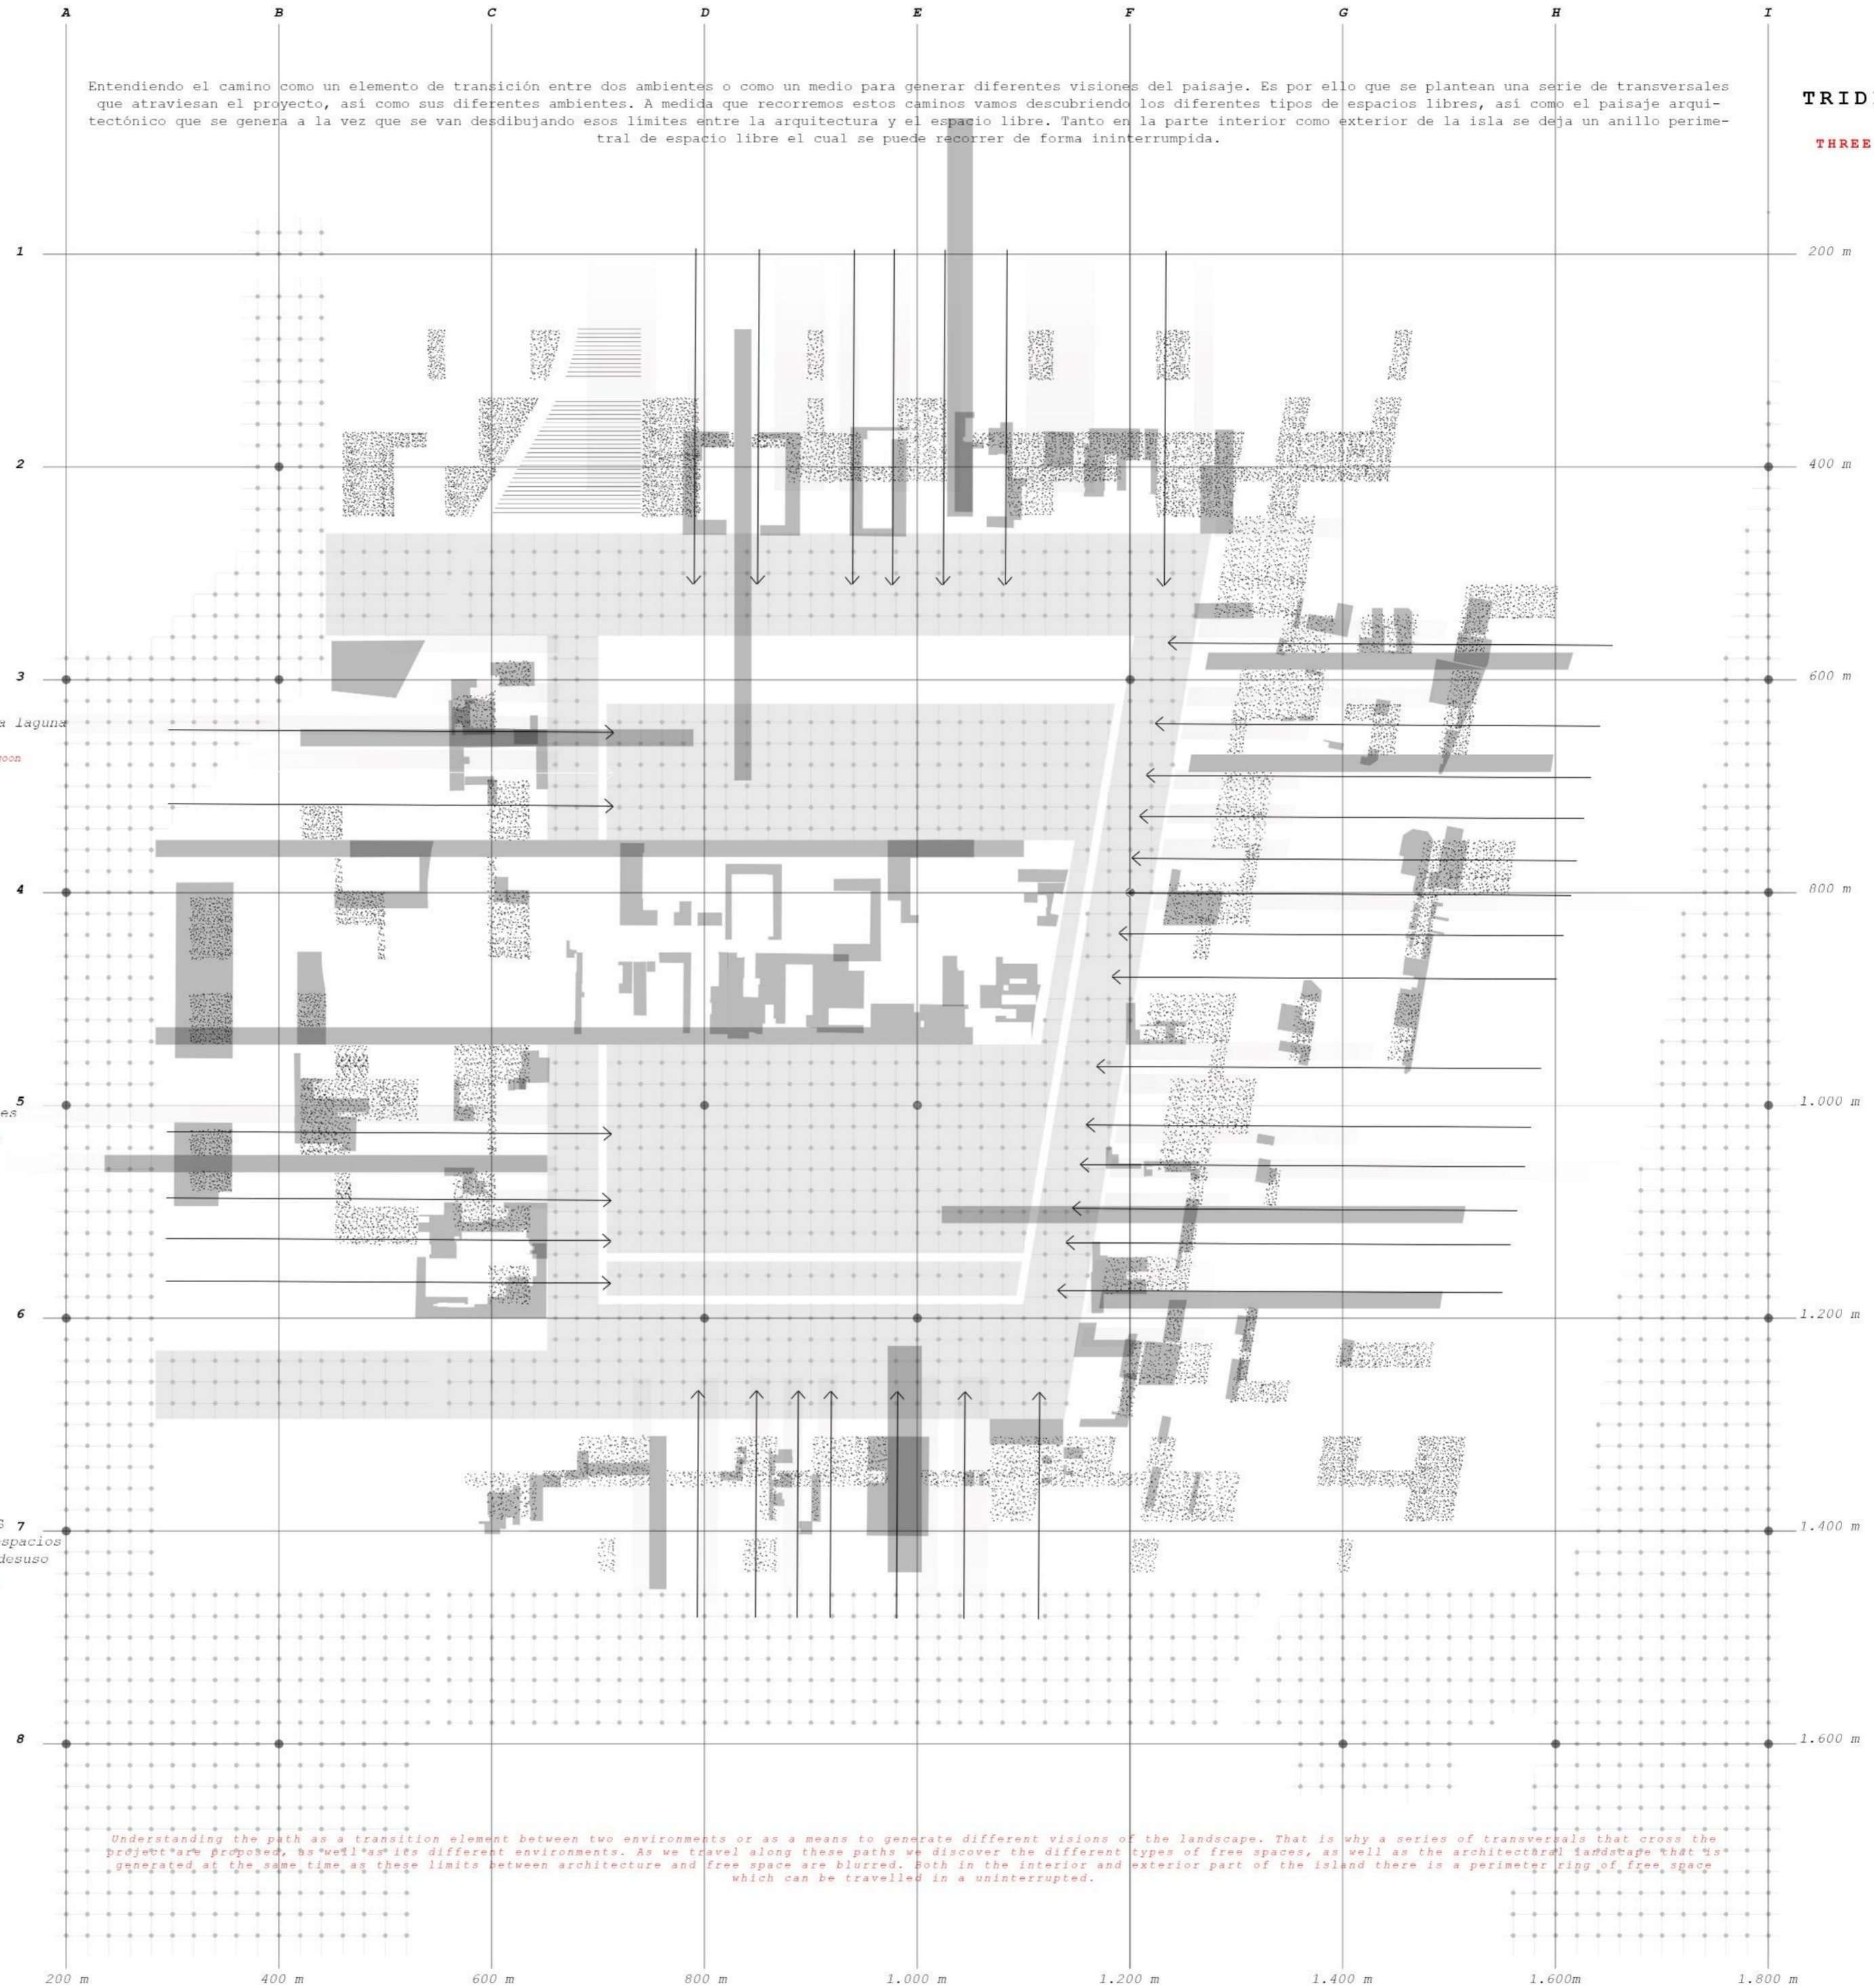 A B C D E F G H I
Entendiendo el camino como un elemento de transición entre dos ambientes o como un medio para generar diferentes visiones del paisaje. Es por ello que se plantean una serie de transversales
que atraviesan el proyecto, así como sus diferentes ambientes. A medida que recorremos estos caminos vamos descubriendo los diferentes tipos de espacios libres, así como el paisaje arqui-
tectónico que se genera a la vez que se van desdibujando esos límites entre la arquitectura y el espacio libre. Tanto en la parte interior como exterior de la isla se deja un anillo perime-
tral de espacio libre el cual se puede recorrer de forma ininterrumpida.
TRID
THREE
1 200 m
2 400 m
3 600 m
a laguna
oon
4 800 m
5 1.000 m
es
6 1.200 m
7 1.400 m
s
spacios
desuso
8 1.600 m
Understanding the path as a transition element between two environments or as a means to generate different visions of the landscape. That is why a series of transversals that cross the
project are proposed, as well as its different environments. As we travel along these paths we discover the different types of free spaces, as well as the architectural landscape that is
generated at the same time as these limits between architecture and free space are blurred. Both in the interior and exterior part of the island there is a perimeter ring of free space
which can be travelled in a uninterrupted.
200 m 400 m 600 m 800 m 1.000 m 1.200 m 1.400 m 1.600m 1.800 m